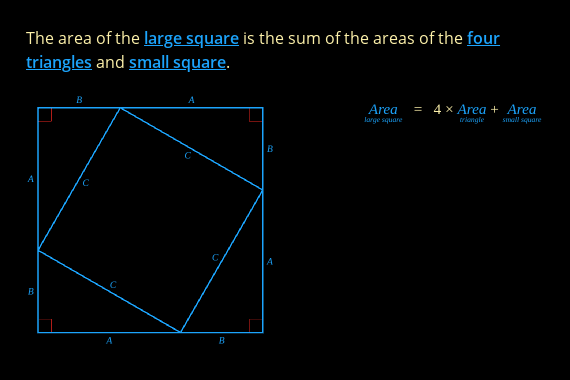 The area of the large square is the sum of the areas of the four
triangles and small square.
B A
Area = 4 × Area + Area
large square triangle small square
B
C
A C
C A
C
B
A B